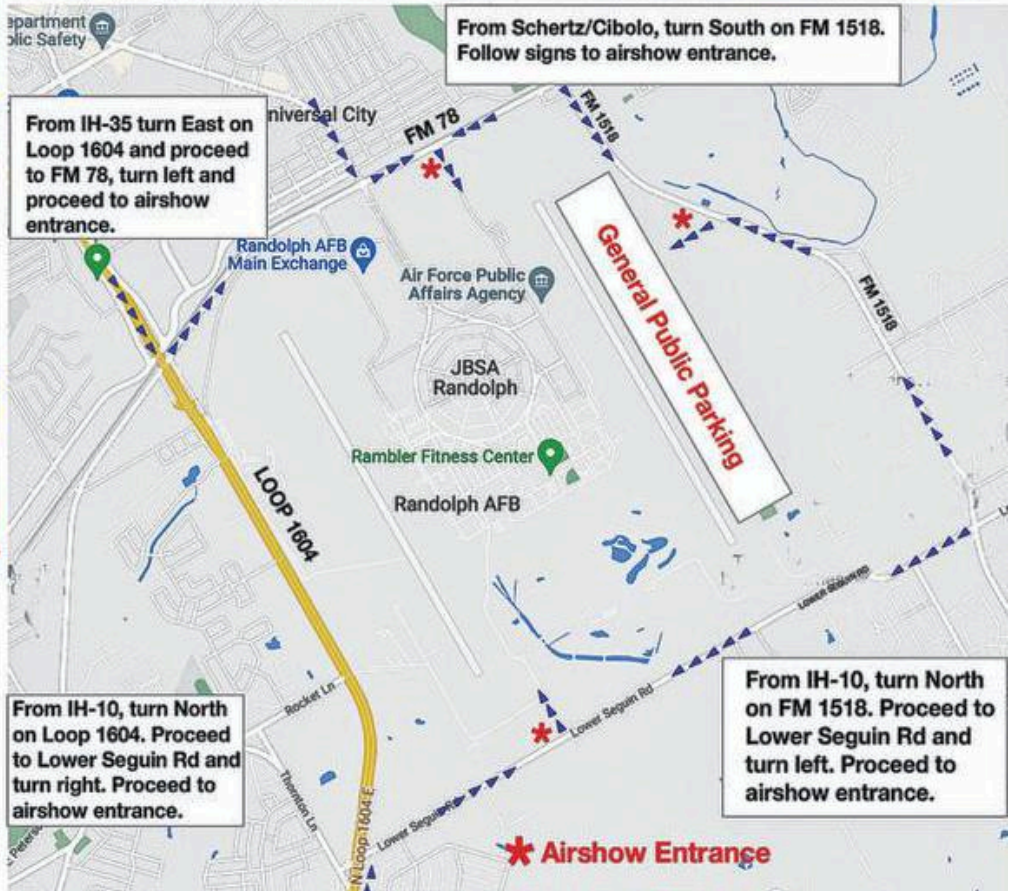 epartment
olic Safety
From Schertz/Cibolo, turn South on FM 1518.
Follow signs to airshow entrance.
From IH-35 turn East on
Loop 1604 and proceed
to FM 78, turn left and
proceed to airshow
entrance.
niversal City
FM 78
FM 1518
Randolph AFB
Main Exchange
Air Force Public
Affairs Agency
General Public Parking
FM 1518
JBSA
Randolph
Rambler Fitness Center
Randolph AFB
LOOP 1604
LOWER SEGUIN RD
Rocket Ln
Lower Seguin Rd
From IH-10, turn North
on Loop 1604. Proceed
to Lower Seguin Rd and
turn right. Proceed to
airshow entrance.
From IH-10, turn North
on FM 1518. Proceed to
Lower Seguin Rd and
turn left. Proceed to
airshow entrance.
Thornton Ln
N Loop 1604 E
Lower Seguin Rd
* Airshow Entrance